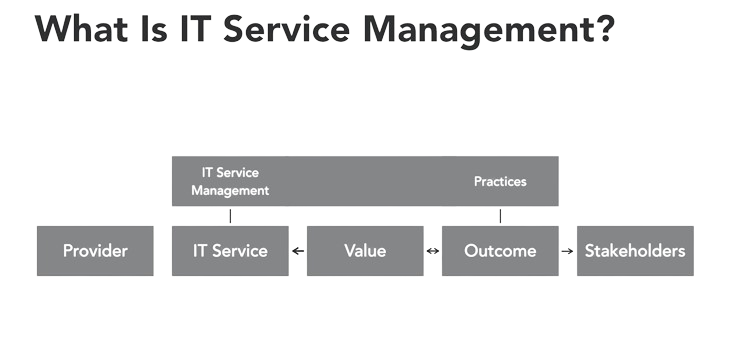 What Is IT Service Management?
IT Service
Management
Practices
Provider
IT Service
Value
Outcome
Stakeholders